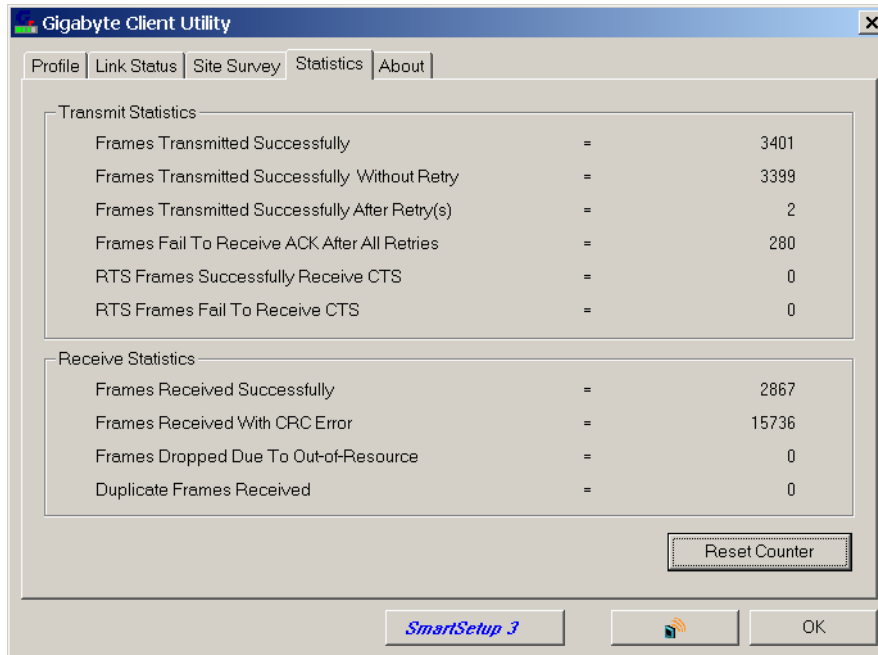 Gigabyte Client Utility
Profile Link Status Site Survey Statistics About
Transmit Statistics
Frames Transmitted Successfully = 3401
Frames Transmitted Successfully Without Retry = 3399
Frames Transmitted Successfully After Retry(s) = 2
Frames Fail To Receive ACK After All Retries = 280
RTS Frames Successfully Receive CTS = 0
RTS Frames Fail To Receive CTS = 0
Receive Statistics
Frames Received Successfully = 2867
Frames Received With CRC Error = 15736
Frames Dropped Due To Out-of-Resource = 0
Duplicate Frames Received = 0
Reset Counter
SmartSetup 3 OK